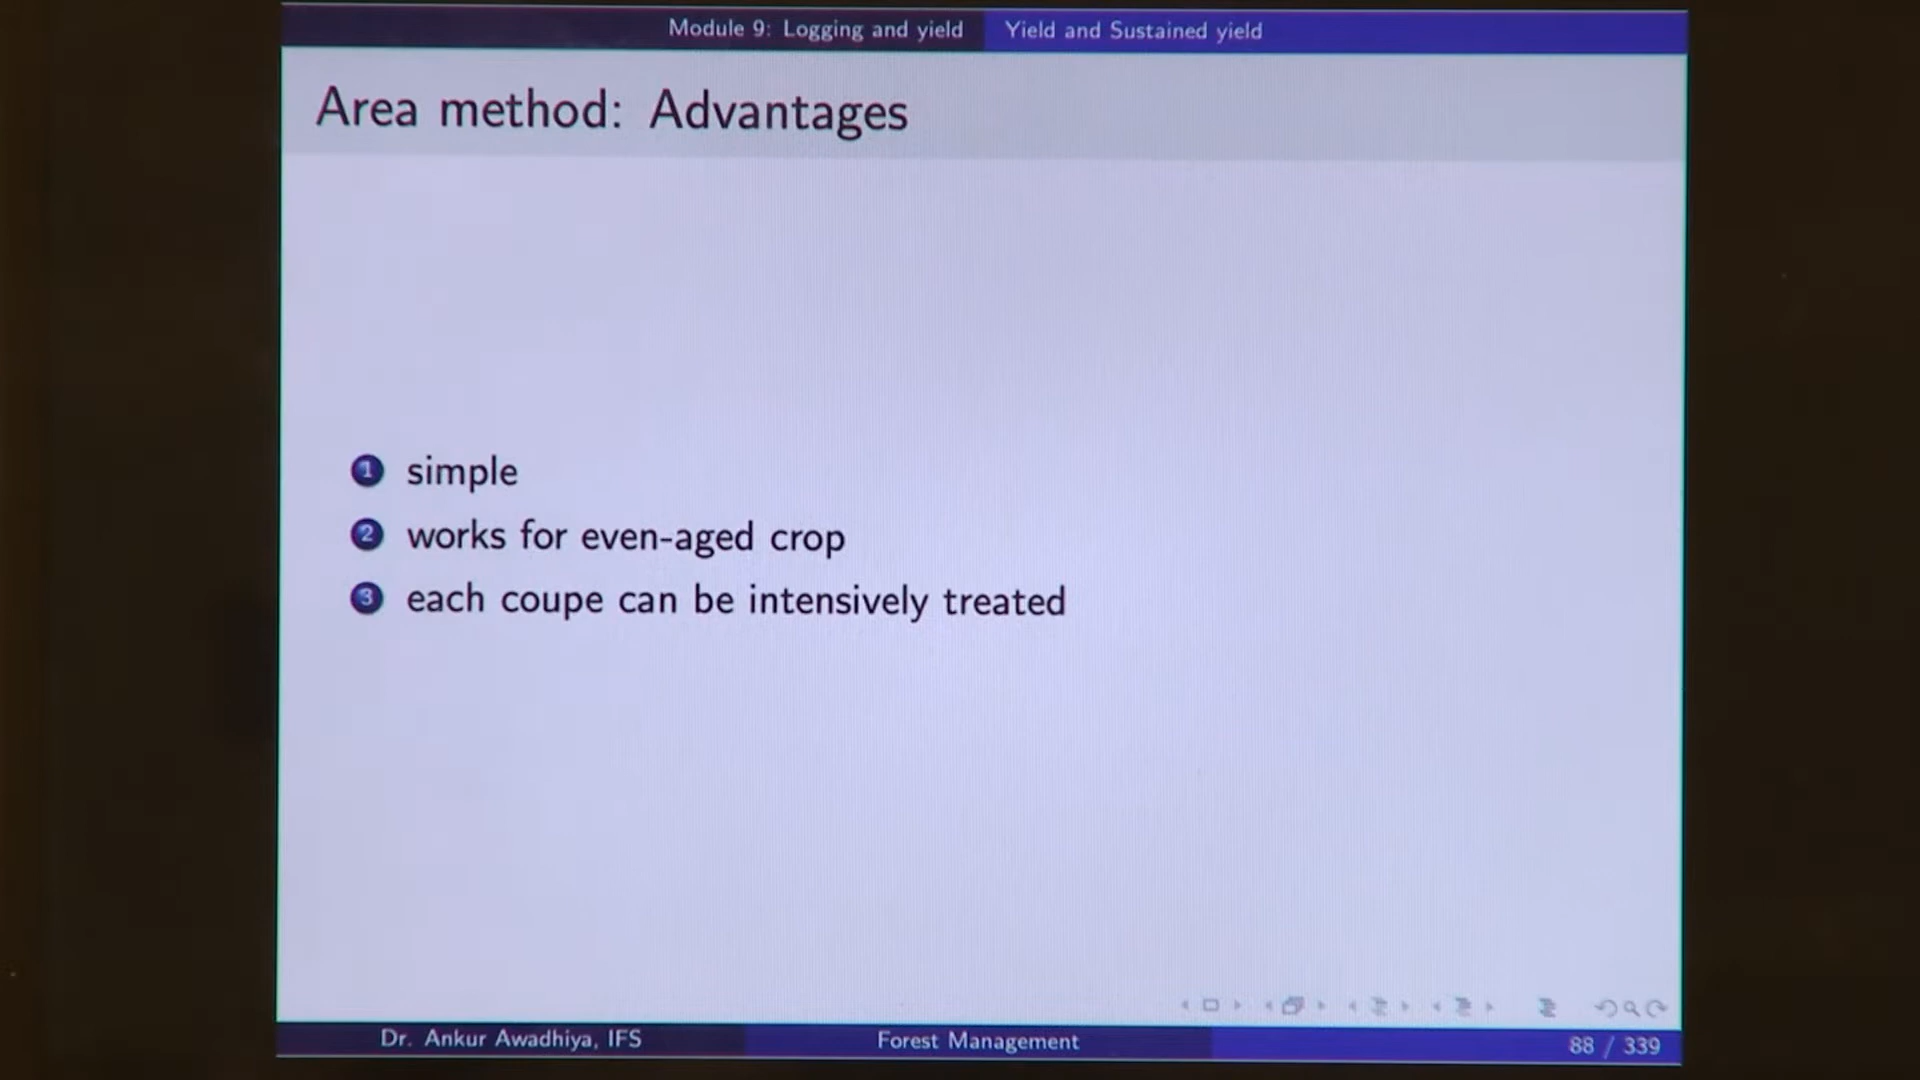 Module 9: Logging and yield
Yield and Sustained yield
Area method: Advantages
1 simple
2 works for even-aged crop
3 each coupe can be intensively treated
Dr. Ankur Awadhiya, IFS
Forest Management
88 / 339